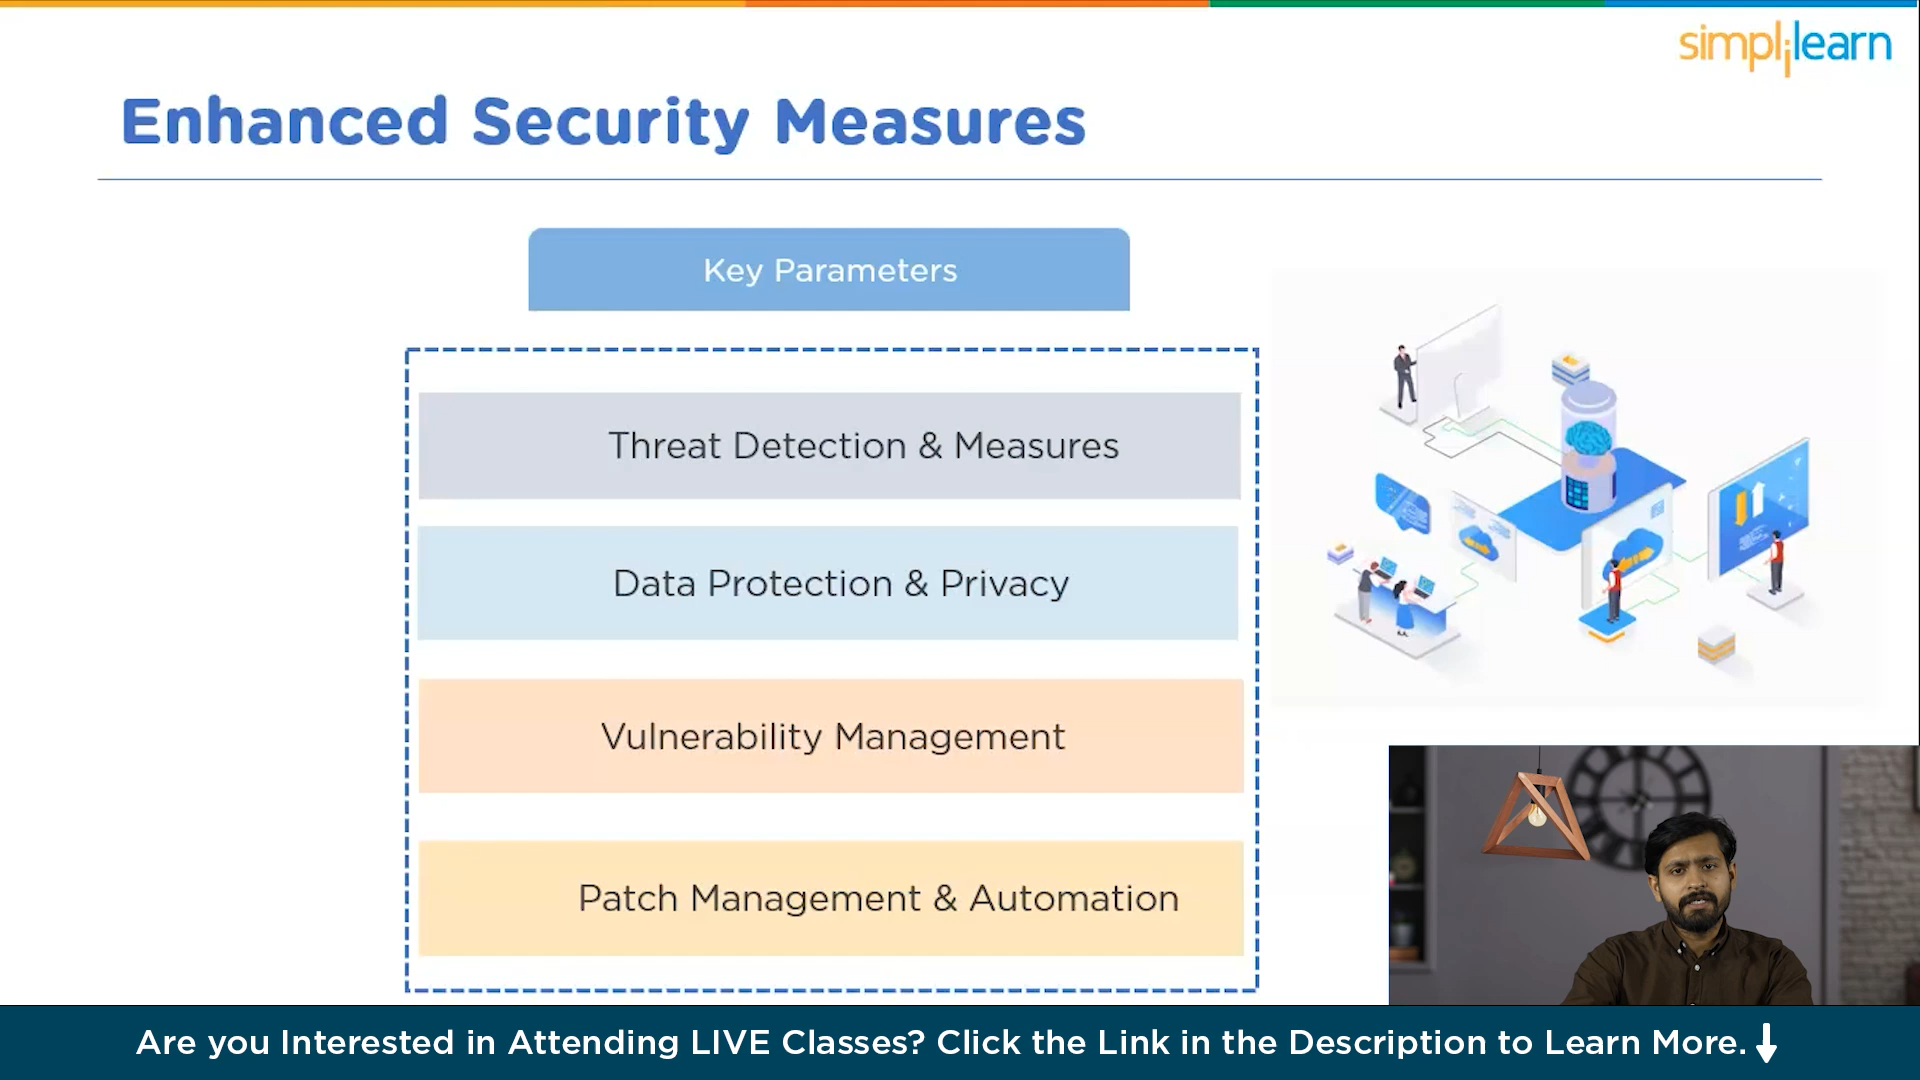 simplilearn
Enhanced Security Measures
Key Parameters
Threat Detection & Measures
Data Protection & Privacy
Vulnerability Management
Patch Management & Automation
Are you Interested in Attending LIVE Classes? Click the Link in the Description to Learn More.